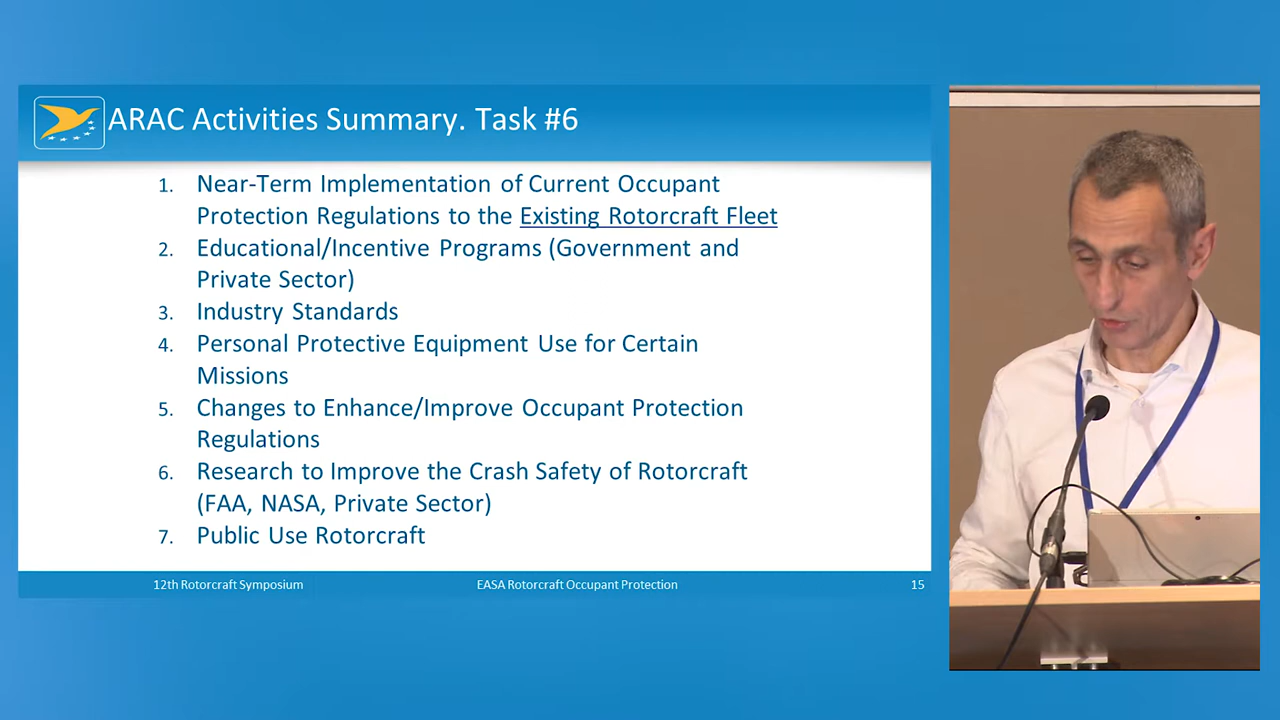 ARAC Activities Summary. Task #6
1. Near-Term Implementation of Current Occupant
Protection Regulations to the Existing Rotorcraft Fleet
2. Educational/Incentive Programs (Government and
Private Sector)
3. Industry Standards
4. Personal Protective Equipment Use for Certain
Missions
5. Changes to Enhance/Improve Occupant Protection
Regulations
6. Research to Improve the Crash Safety of Rotorcraft
(FAA, NASA, Private Sector)
7. Public Use Rotorcraft
12th Rotorcraft Symposium
EASA Rotorcraft Occupant Protection
15